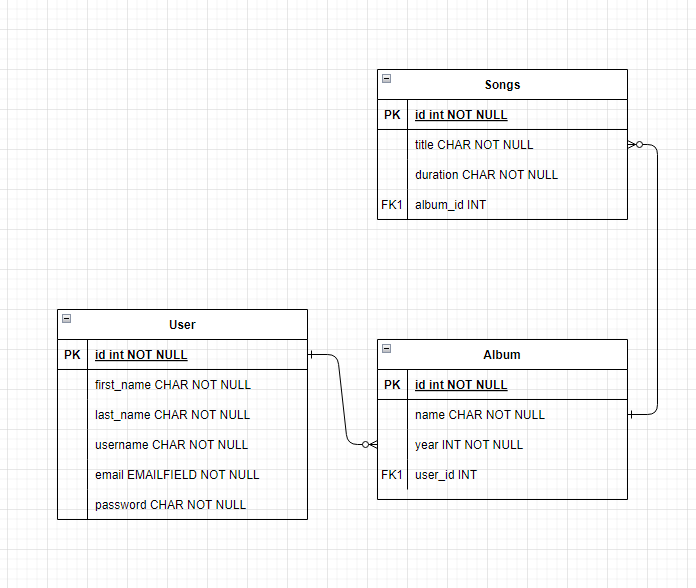 Songs
PK id int NOT NULL
title CHAR NOT NULL
duration CHAR NOT NULL
FK1 album_id INT
User
PK id int NOT NULL
first_name CHAR NOT NULL
last_name CHAR NOT NULL
username CHAR NOT NULL
email EMAILFIELD NOT NULL
password CHAR NOT NULL
Album
PK id int NOT NULL
name CHAR NOT NULL
year INT NOT NULL
FK1 user_id INT